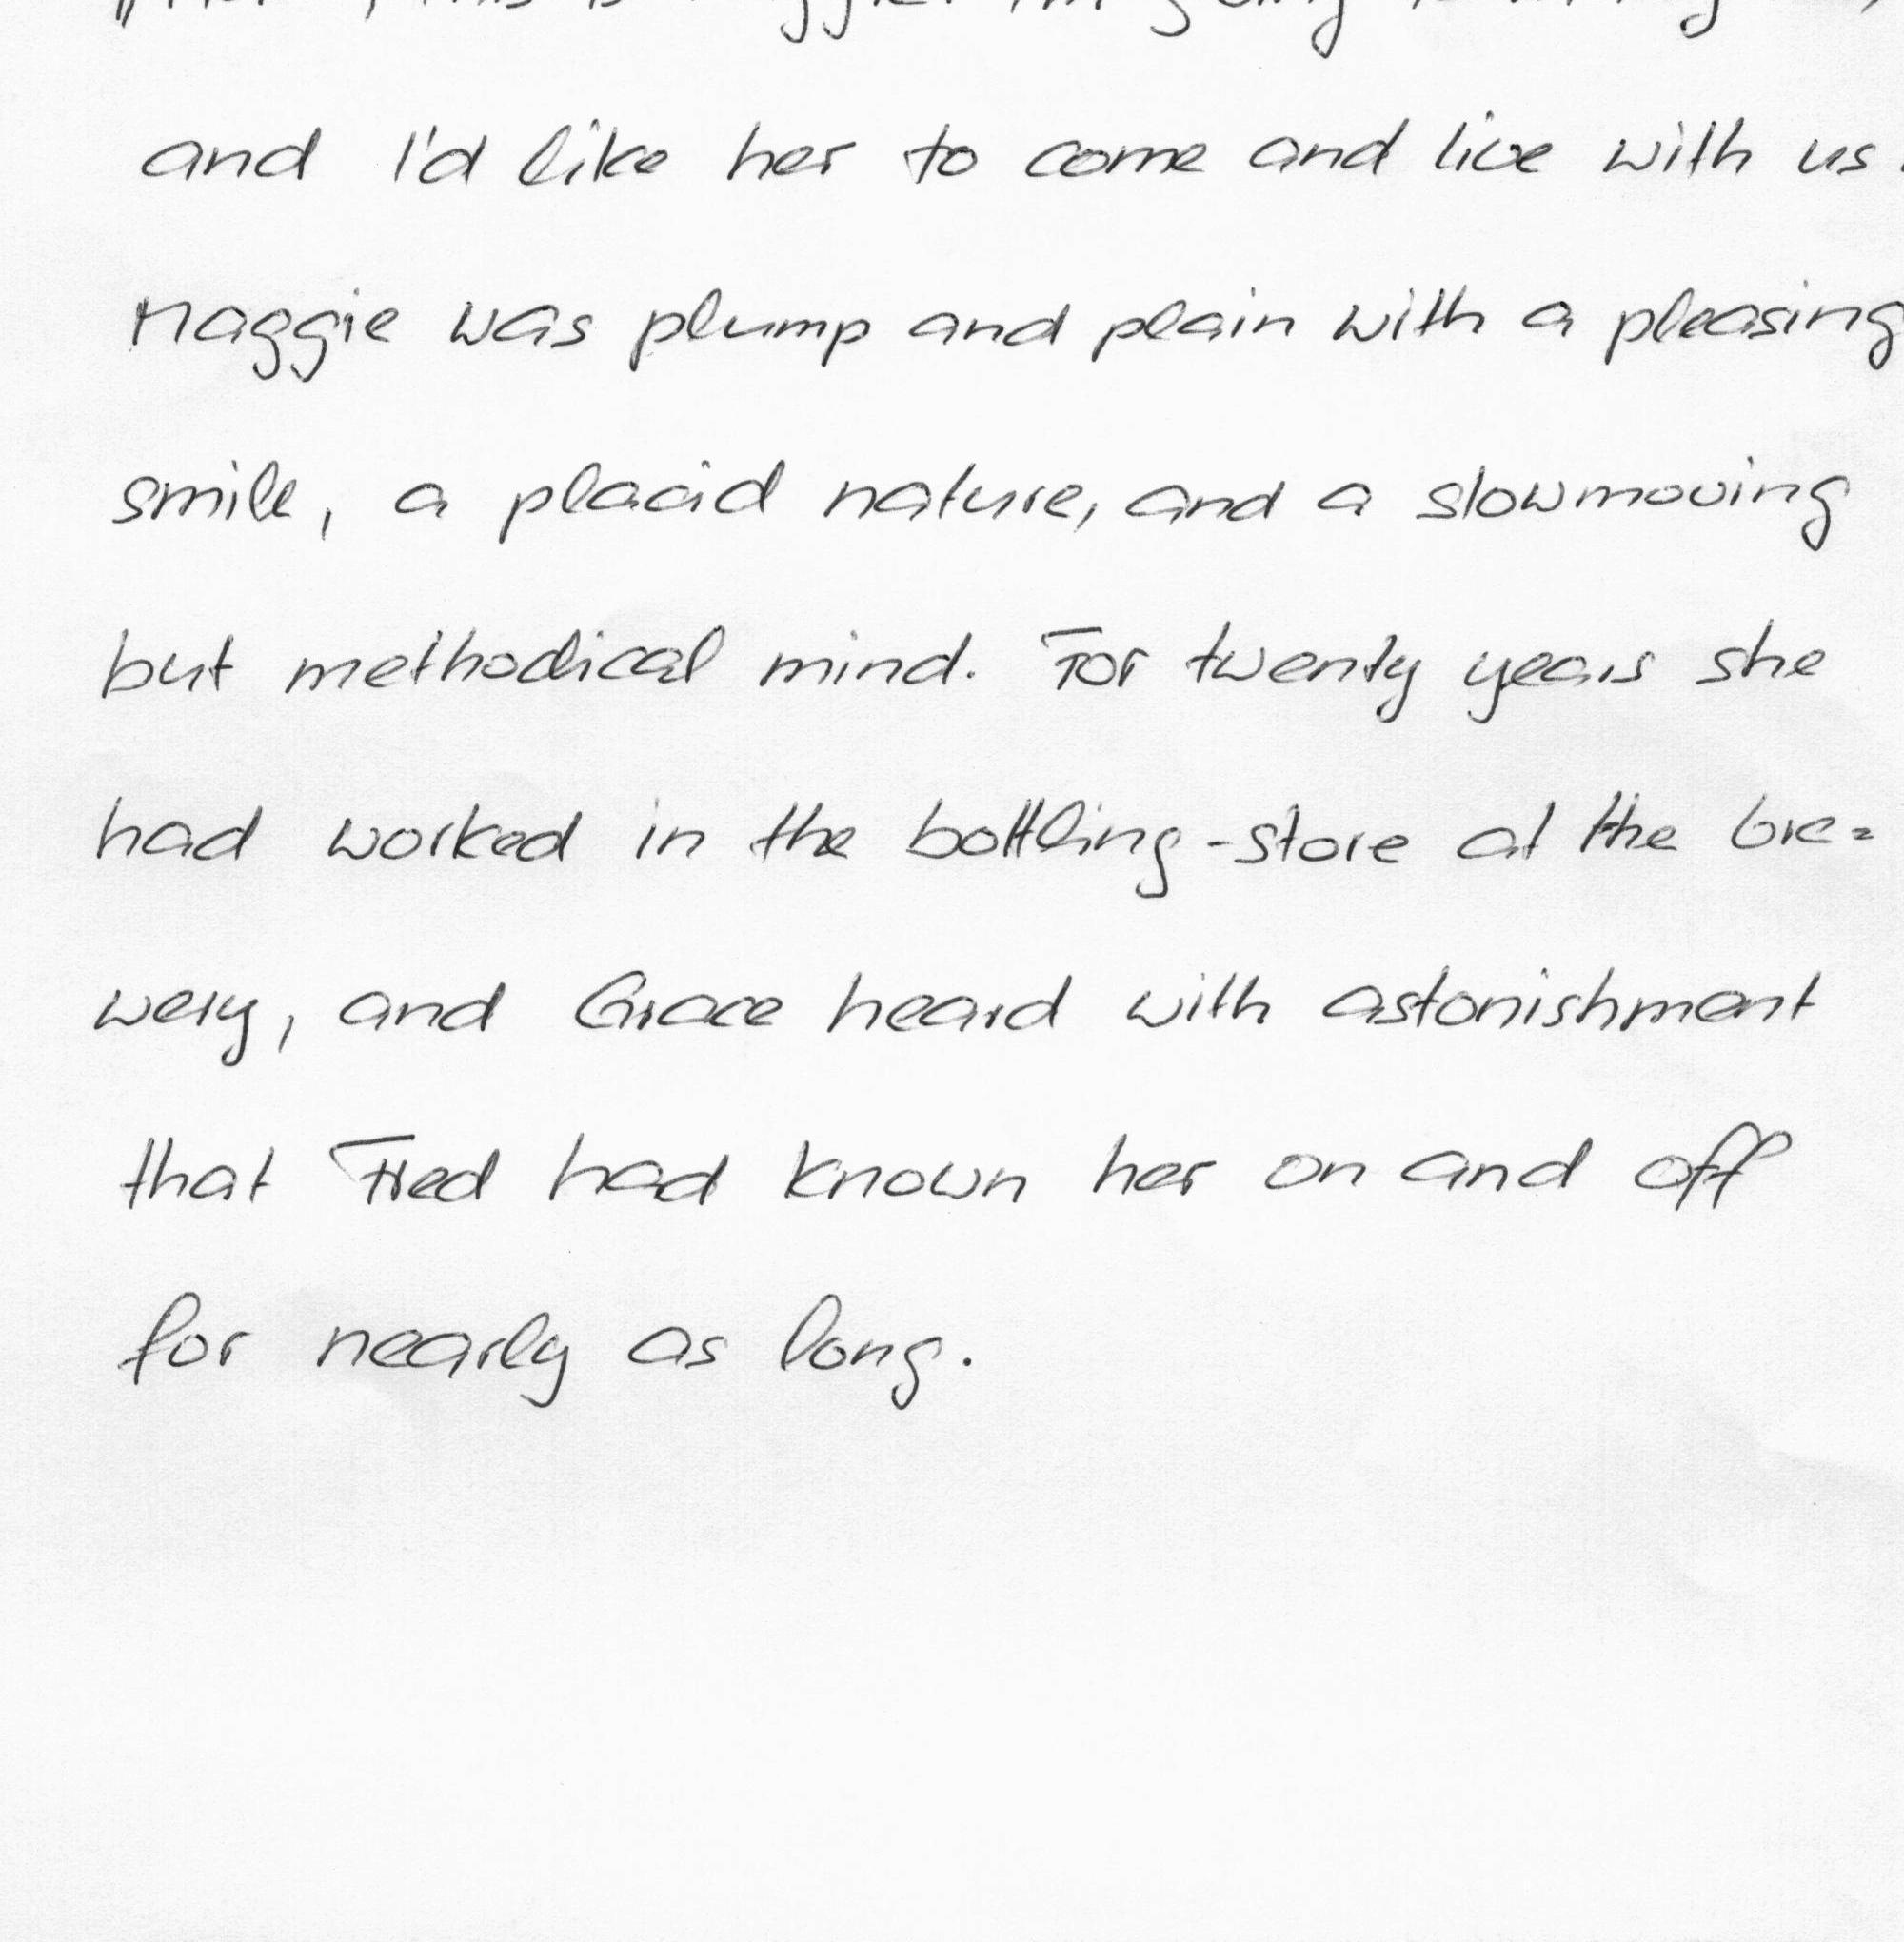 and I'd like her to come and live with us.
Maggie was plump and plain with a pleasing
smile, a placid nature, and a slowmoving
but methodical mind. For twenty years she
had worked in the bottling-store at the bre=
wery, and Grace heard with astonishment
that Fred had known her on and off
for nearly as long.